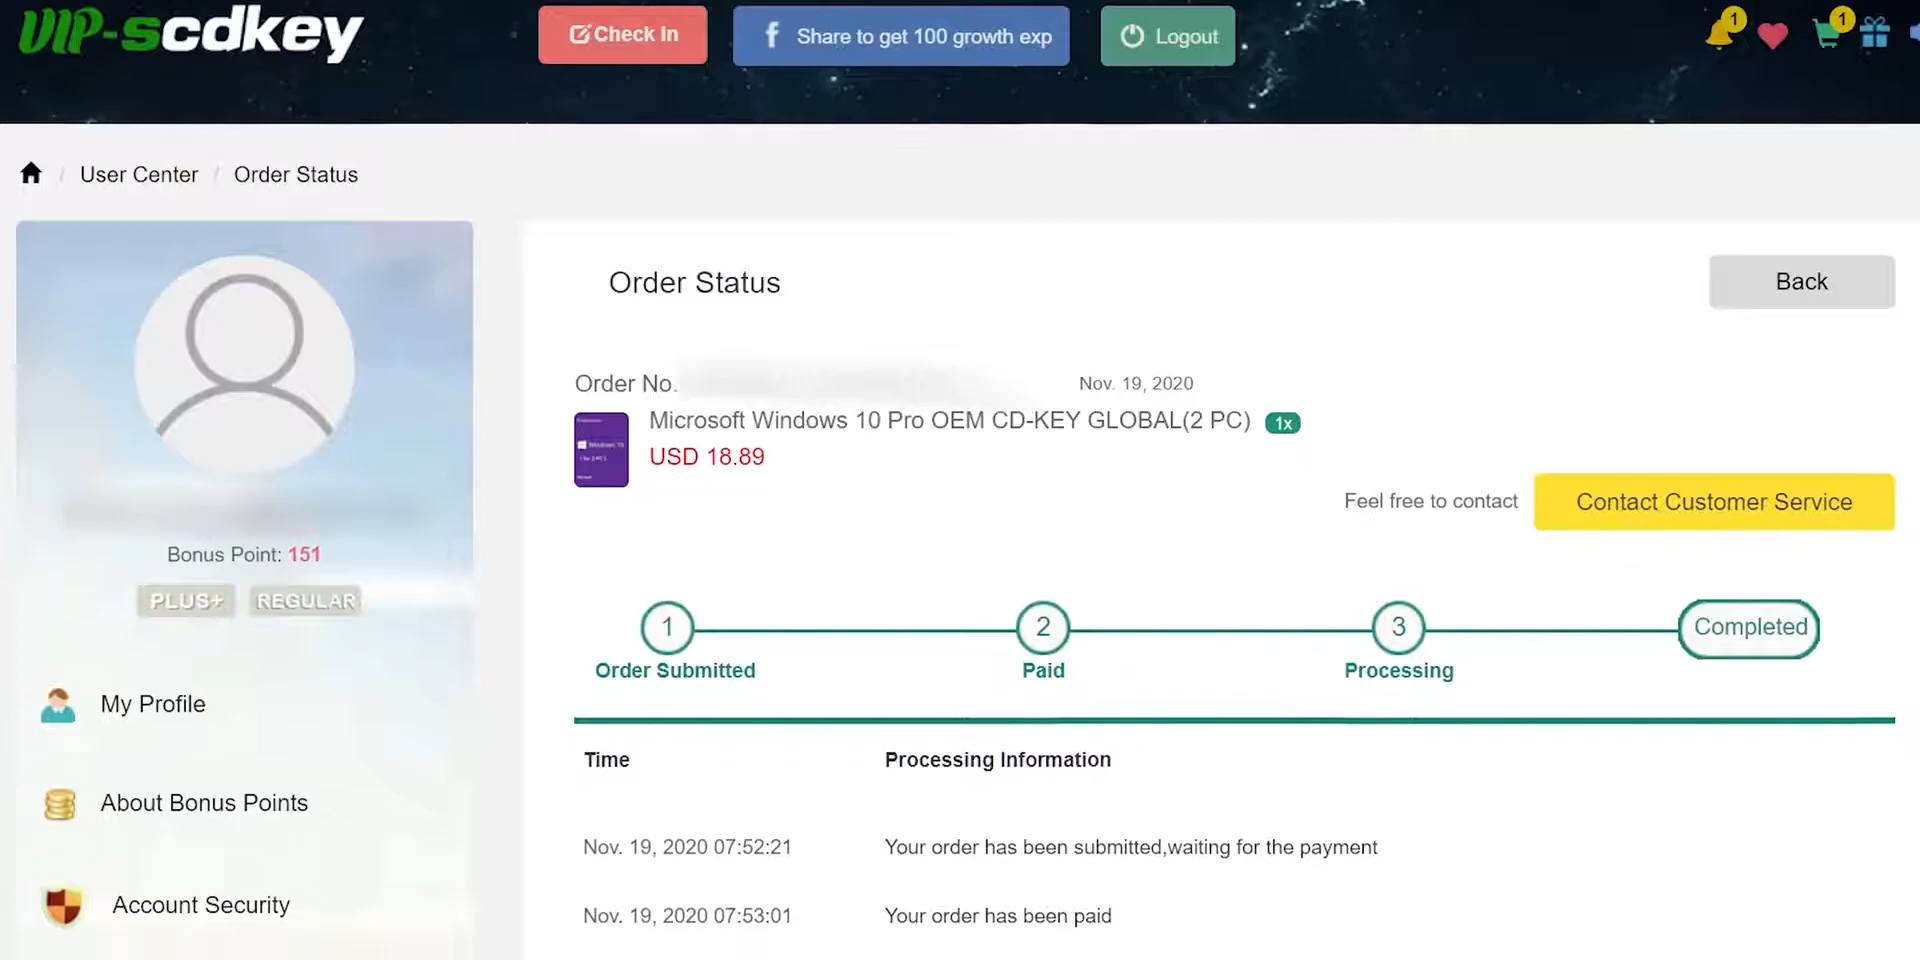 VIP-scdkey
Check In
Share to get 100 growth exp
Logout
1
1
User Center / Order Status
Bonus Point: 151
PLUS+ REGULAR
My Profile
About Bonus Points
Account Security
Order Status
Back
Order No.
Nov. 19, 2020
Microsoft Windows 10 Pro OEM CD-KEY GLOBAL(2 PC) 1x
USD 18.89
Feel free to contact
Contact Customer Service
1
Order Submitted
2
Paid
3
Processing
Completed
Time Processing Information
Nov. 19, 2020 07:52:21 Your order has been submitted,waiting for the payment
Nov. 19, 2020 07:53:01 Your order has been paid